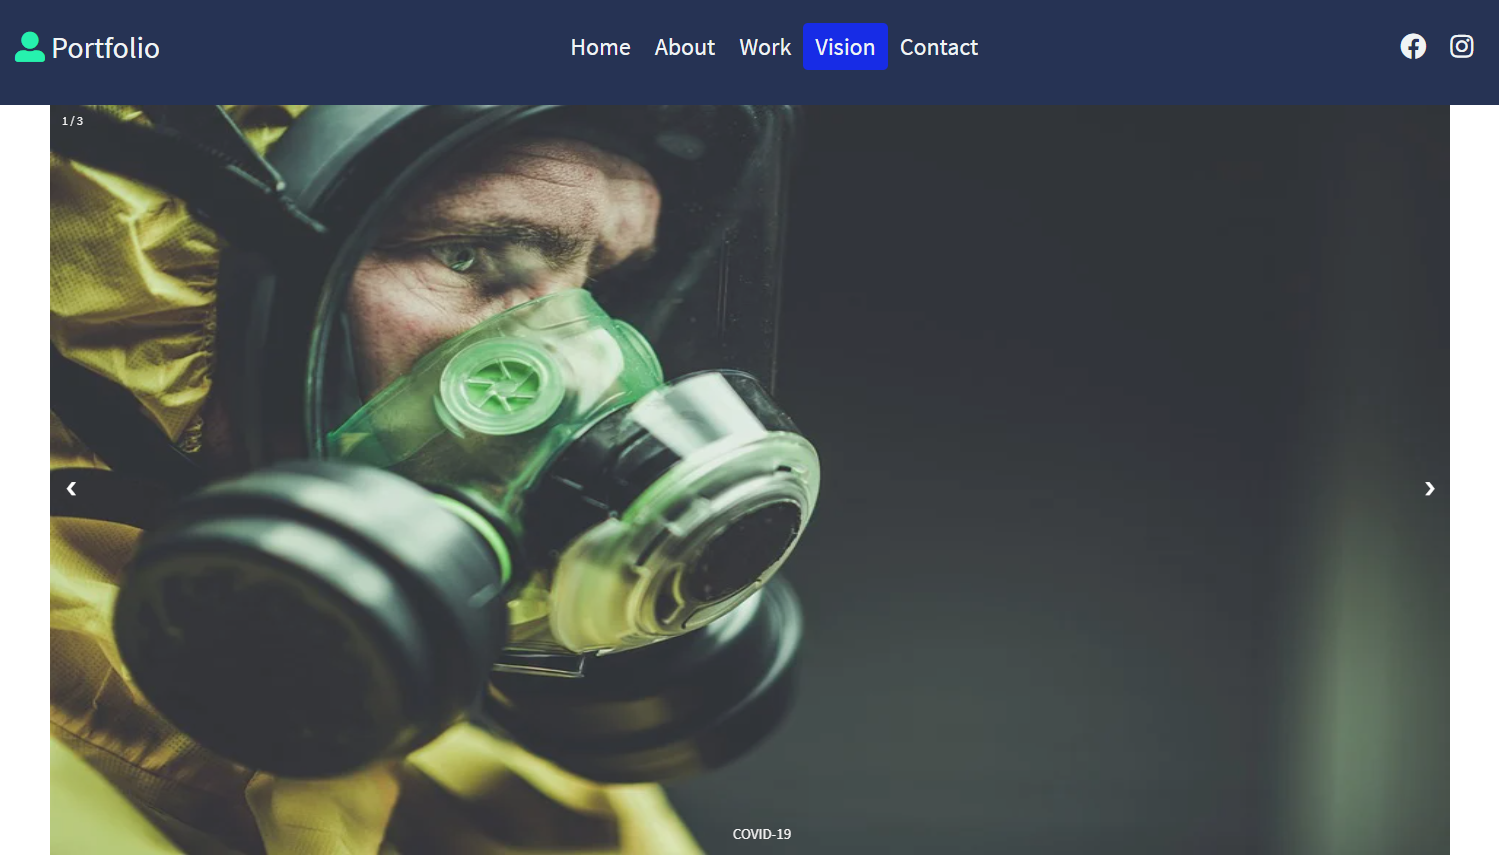 Portfolio
Home About Work Vision Contact
1 / 3
❮ ❯
COVID-19